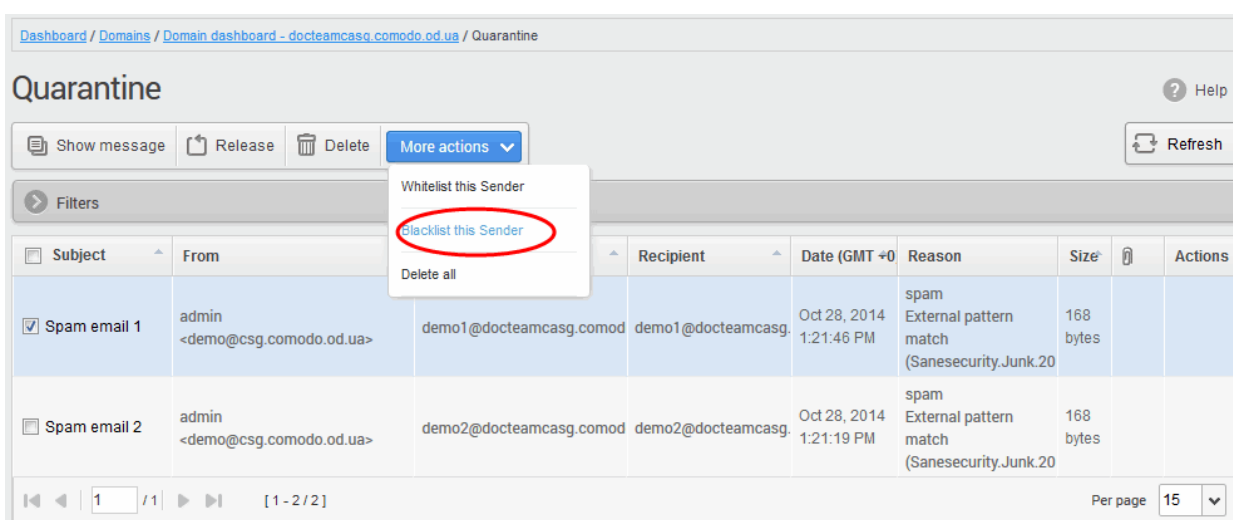 Dashboard / Domains / Domain dashboard - docteamcasg.comodo.od.ua / Quarantine
Quarantine
Help
Show message Release Delete More actions Refresh
Whitelist this Sender
Filters
Blacklist this Sender
Delete all
Subject From Recipient Date (GMT +0 Reason Size Actions
Spam email 1
admin
<demo@csg.comodo.od.ua>
demo1@docteamcasg.comod
demo1@docteamcasg.
Oct 28, 2014
1:21:46 PM
spam
External pattern
match
(Sanesecurity.Junk.20
168
bytes
Spam email 2
admin
<demo@csg.comodo.od.ua>
demo2@docteamcasg.comod
demo2@docteamcasg.
Oct 28, 2014
1:21:19 PM
spam
External pattern
match
(Sanesecurity.Junk.20
168
bytes
1 / 1 [ 1 - 2 / 2 ] Per page 15